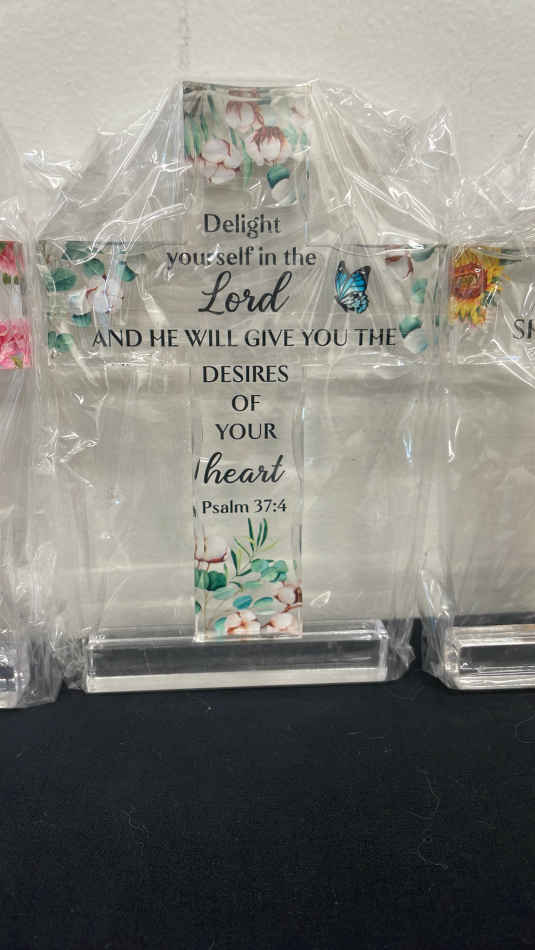 Delight
yourself in the
Lord
AND HE WILL GIVE YOU THE
DESIRES
OF
YOUR
heart
Psalm 37:4